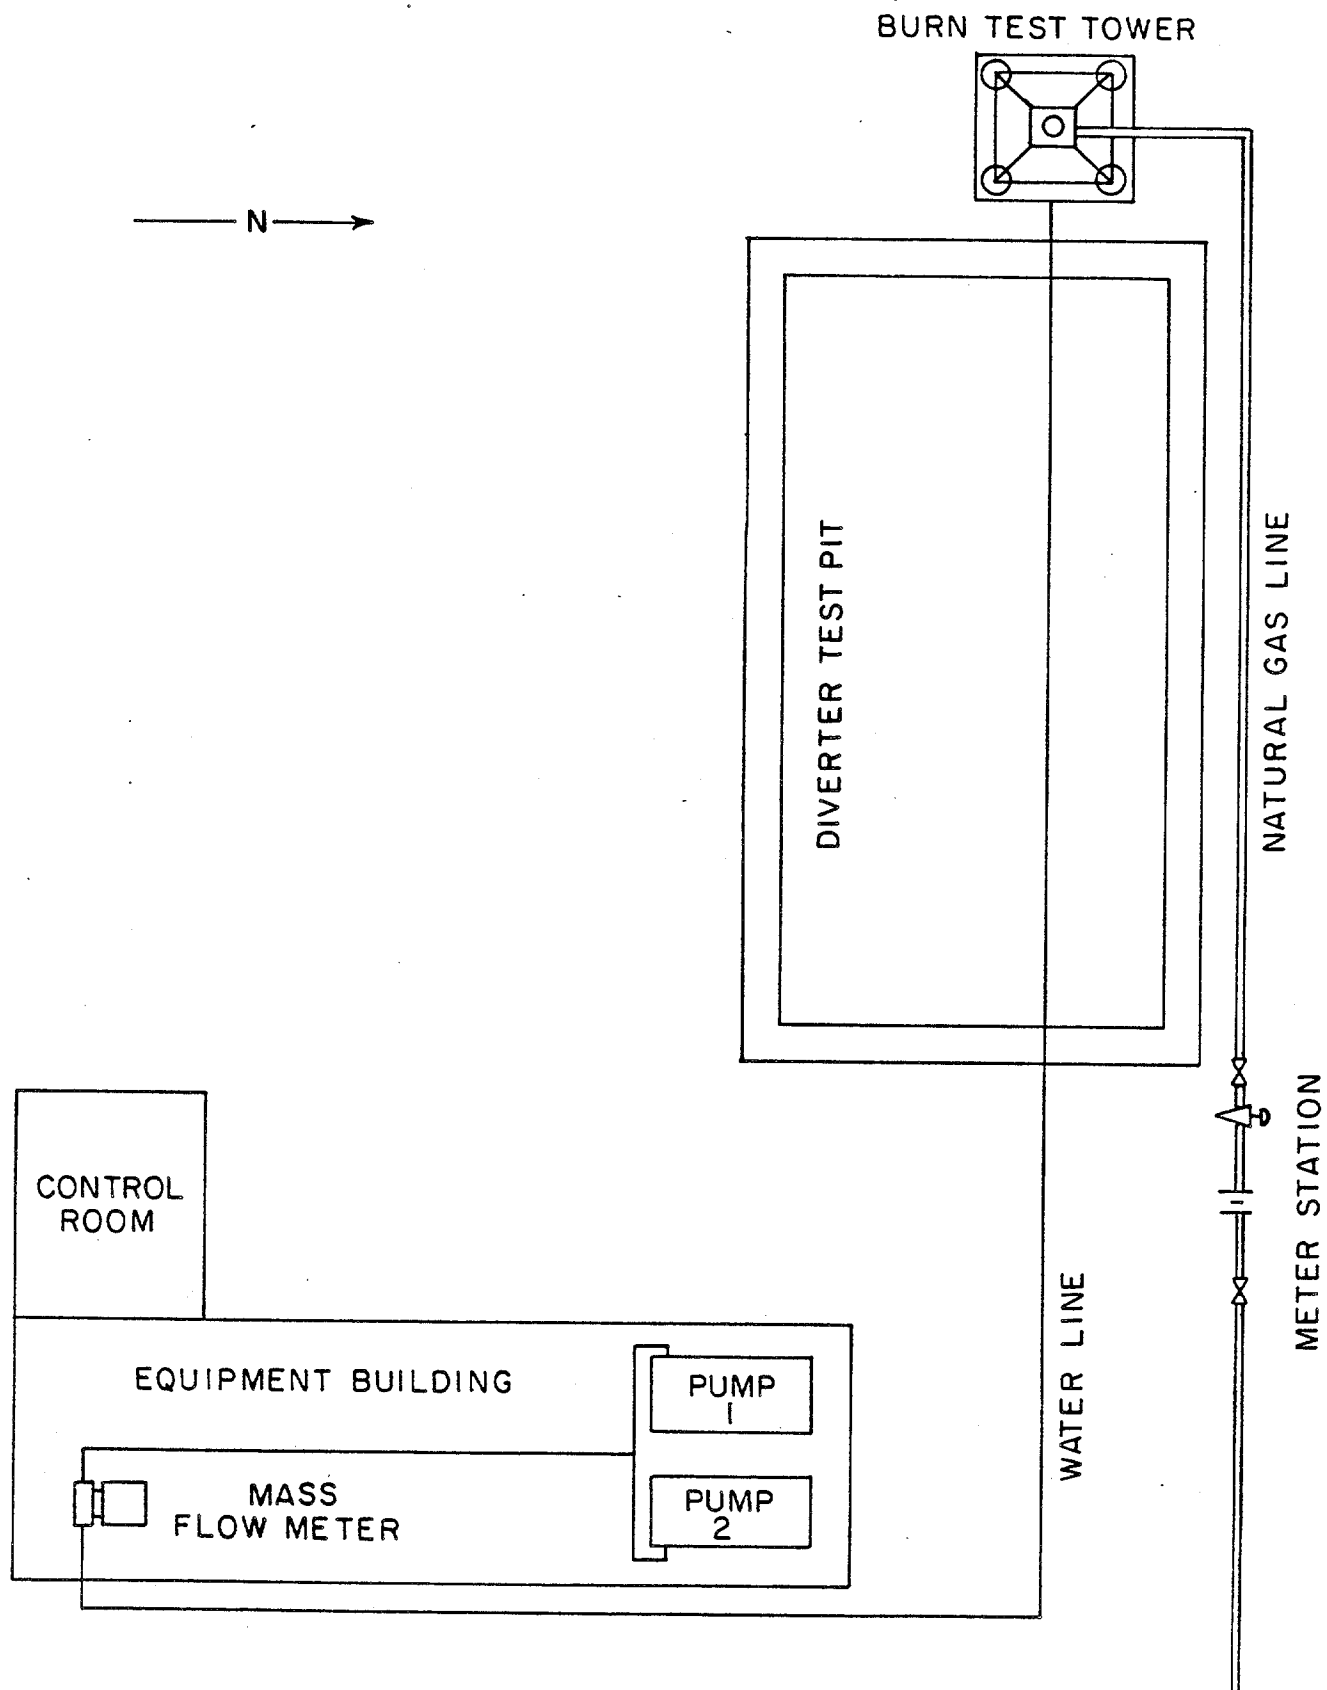 BURN TEST TOWER
N
DIVERTER TEST PIT
NATURAL GAS LINE
METER STATION
CONTROL
ROOM
WATER LINE
EQUIPMENT BUILDING
PUMP
1
MASS
FLOW METER
PUMP
2